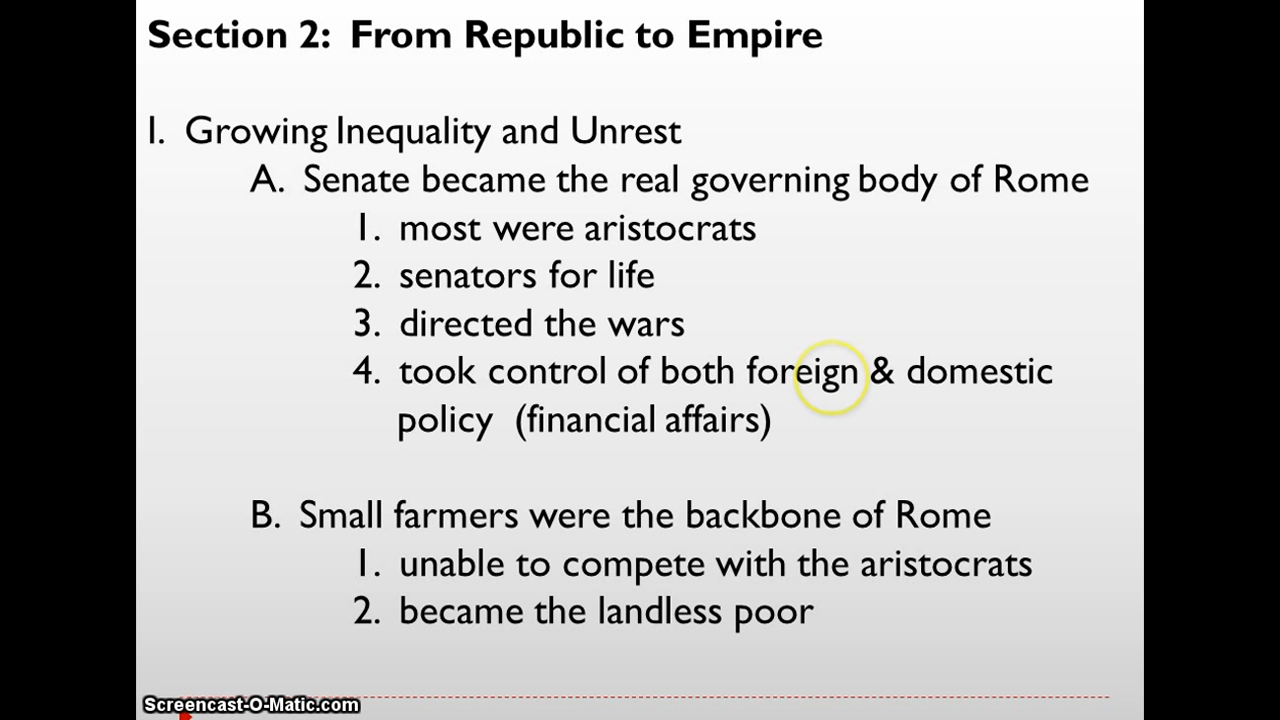 Section 2: From Republic to Empire
I. Growing Inequality and Unrest
A. Senate became the real governing body of Rome
1. most were aristocrats
2. senators for life
3. directed the wars
4. took control of both foreign & domestic
policy (financial affairs)
B. Small farmers were the backbone of Rome
1. unable to compete with the aristocrats
2. became the landless poor
Screencast-O-Matic.com